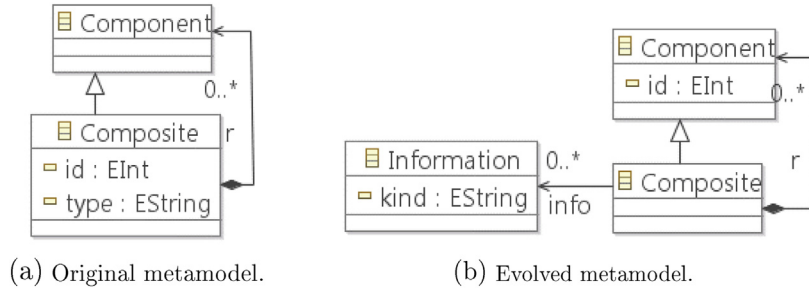 Component
0..*
Composite
r
id : EInt
type : EString
(a) Original metamodel.
Component
id : EInt
0..*
Information
0..*
kind : EString
info
Composite
r
(b) Evolved metamodel.